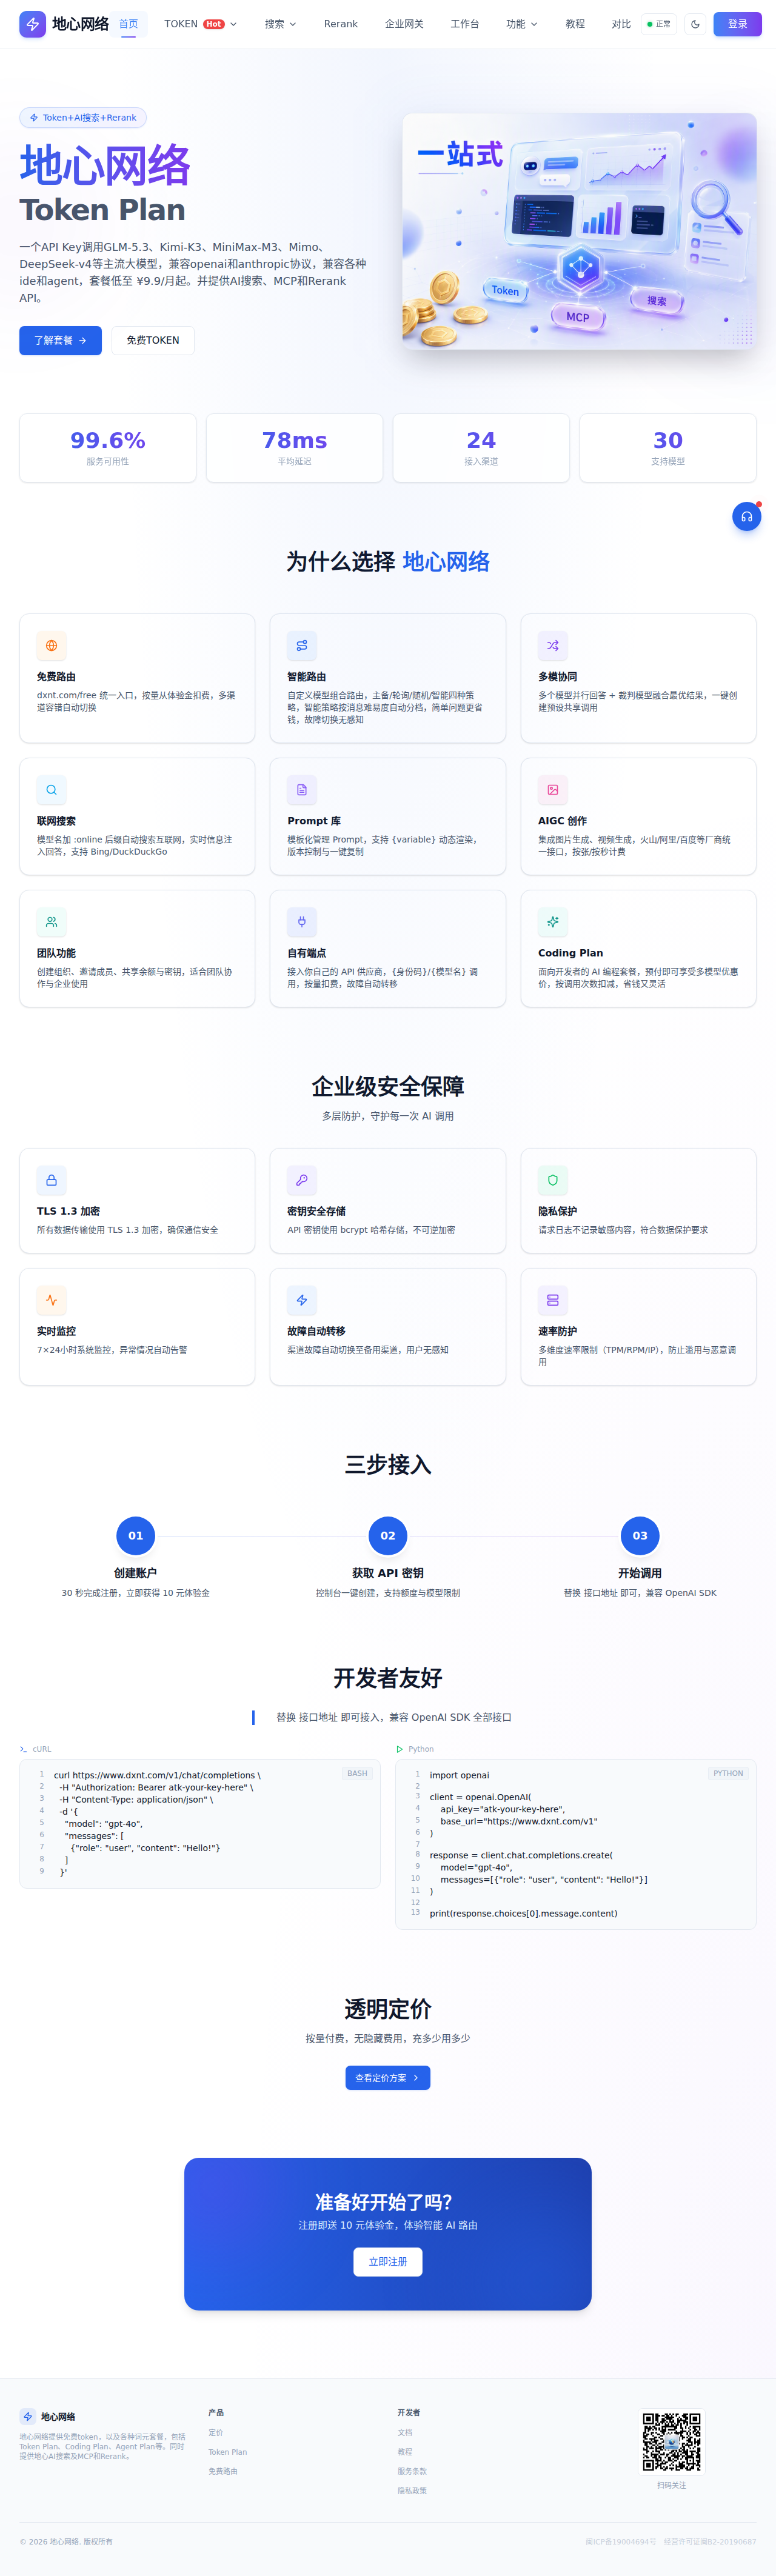 地心网络
首页
TOKEN Hot
搜索
Rerank
企业网关
工作台
功能
教程
对比
正常
登录
Token+AI搜索+Rerank
地心网络
Token Plan
一个API Key调用GLM-5.3、Kimi-K3、MiniMax-M3、Mimo、
DeepSeek-v4等主流大模型，兼容openai和anthropic协议，兼容各种
ide和agent，套餐低至 ¥9.9/月起。并提供AI搜索、MCP和Rerank
API。
了解套餐
免费TOKEN
一站式
Token
MCP
搜索
99.6%
服务可用性
78ms
平均延迟
24
接入渠道
30
支持模型
为什么选择 地心网络
免费路由
dxnt.com/free 统一入口，按量从体验金扣费，多渠
道容错自动切换
智能路由
自定义模型组合路由，主备/轮询/随机/智能四种策
略，智能策略按消息难易度自动分档，简单问题更省
钱，故障切换无感知
多模协同
多个模型并行回答 + 裁判模型融合最优结果，一键创
建预设共享调用
联网搜索
模型名加 :online 后缀自动搜索互联网，实时信息注
入回答，支持 Bing/DuckDuckGo
Prompt 库
模板化管理 Prompt，支持 {variable} 动态渲染，
版本控制与一键复制
AIGC 创作
集成图片生成、视频生成，火山/阿里/百度等厂商统
一接口，按张/按秒计费
团队功能
创建组织、邀请成员、共享余额与密钥，适合团队协
作与企业使用
自有端点
接入你自己的 API 供应商，{身份码}/{模型名} 调
用，按量扣费，故障自动转移
Coding Plan
面向开发者的 AI 编程套餐，预付即可享受多模型优惠
价，按调用次数扣减，省钱又灵活
企业级安全保障
多层防护，守护每一次 AI 调用
TLS 1.3 加密
所有数据传输使用 TLS 1.3 加密，确保通信安全
密钥安全存储
API 密钥使用 bcrypt 哈希存储，不可逆加密
隐私保护
请求日志不记录敏感内容，符合数据保护要求
实时监控
7×24小时系统监控，异常情况自动告警
故障自动转移
渠道故障自动切换至备用渠道，用户无感知
速率防护
多维度速率限制（TPM/RPM/IP），防止滥用与恶意调
用
三步接入
01
创建账户
30 秒完成注册，立即获得 10 元体验金
02
获取 API 密钥
控制台一键创建，支持额度与模型限制
03
开始调用
替换 接口地址 即可，兼容 OpenAI SDK
开发者友好
替换 接口地址 即可接入，兼容 OpenAI SDK 全部接口
cURL
BASH
1 curl https://www.dxnt.com/v1/chat/completions \
2 -H "Authorization: Bearer atk-your-key-here" \
3 -H "Content-Type: application/json" \
4 -d '{
5 "model": "gpt-4o",
6 "messages": [
7 {"role": "user", "content": "Hello!"}
8 ]
9 }'
Python
PYTHON
1 import openai
2
3 client = openai.OpenAI(
4 api_key="atk-your-key-here",
5 base_url="https://www.dxnt.com/v1"
6 )
7
8 response = client.chat.completions.create(
9 model="gpt-4o",
10 messages=[{"role": "user", "content": "Hello!"}]
11 )
12
13 print(response.choices[0].message.content)
透明定价
按量付费，无隐藏费用，充多少用多少
查看定价方案
准备好开始了吗？
注册即送 10 元体验金，体验智能 AI 路由
立即注册
地心网络
地心网络提供免费token，以及各种词元套餐，包括
Token Plan、Coding Plan、Agent Plan等。同时
提供地心AI搜索及MCP和Rerank。
产品
定价
Token Plan
免费路由
开发者
文档
教程
服务条款
隐私政策
扫码关注
© 2026 地心网络. 版权所有
闽ICP备19004694号
经营许可证闽B2-20190687